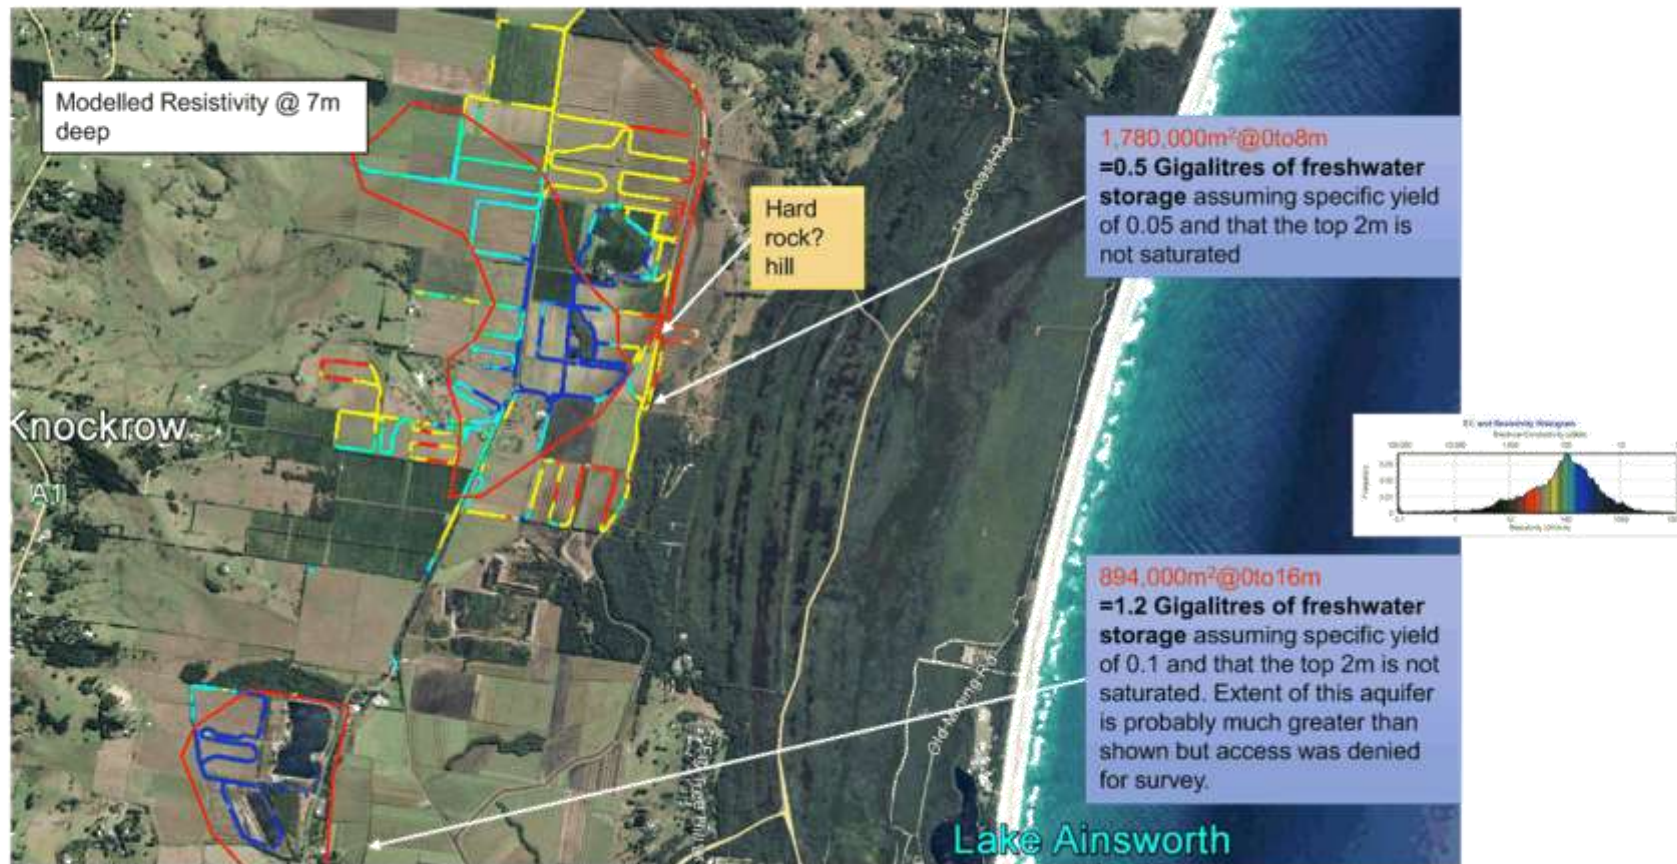 Modelled Resistivity @ 7m
deep
1,780,000m²@0to8m
=0.5 Gigalitres of freshwater
storage assuming specific yield
of 0.05 and that the top 2m is
not saturated
The Coast Rd
Hard
rock?
hill
Knockrow
A1
894,000m²@0to16m
=1.2 Gigalitres of freshwater
storage assuming specific yield
of 0.1 and that the top 2m is not
saturated. Extent of this aquifer
is probably much greater than
shown but access was denied
for survey.
Old Mining Rd
Lake Ainsworth
and Resistivity Histogram